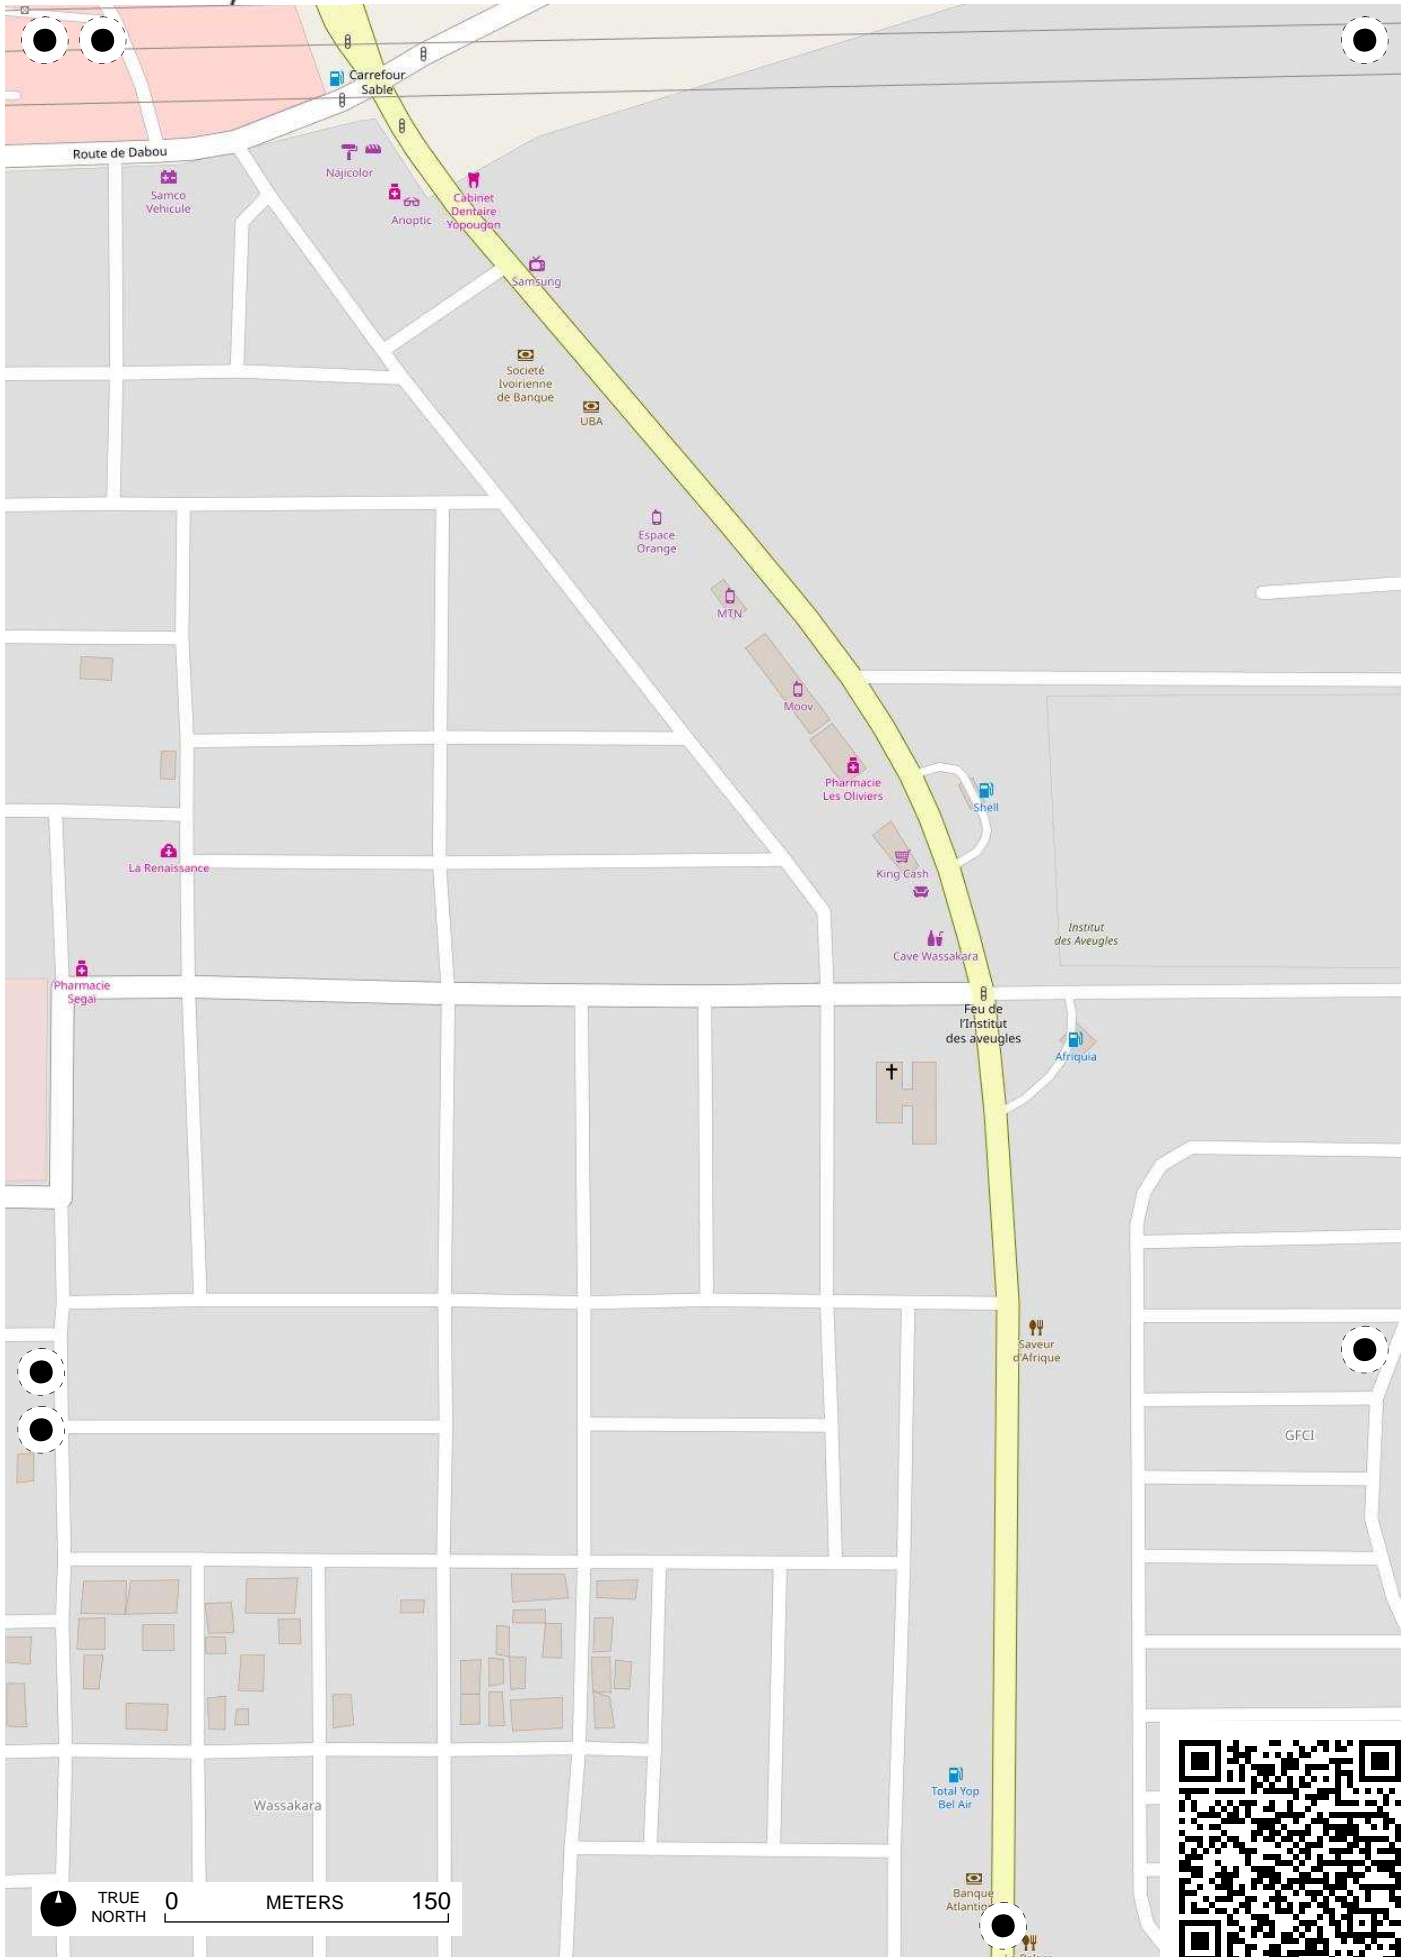 Carrefour
Sable
Route de Dabou
Najicolor
Samco
Vehicule
Anoptic
Cabinet
Dentaire
Yopougon
Samsung
Societé
Ivoirienne
de Banque
UBA
Espace
Orange
MTN
Moov
Pharmacie
Les Oliviers
Shell
La Renaissance
King Cash
Institut
des Aveugles
Cave Wassakara
Pharmacie
Segai
Feu de
l'Institut
des aveugles
Afriquia
Saveur
d'Afrique
GFCI
Total Yop
Bel Air
Wassakara
Banque
TRUE
NORTH
0
METERS
150